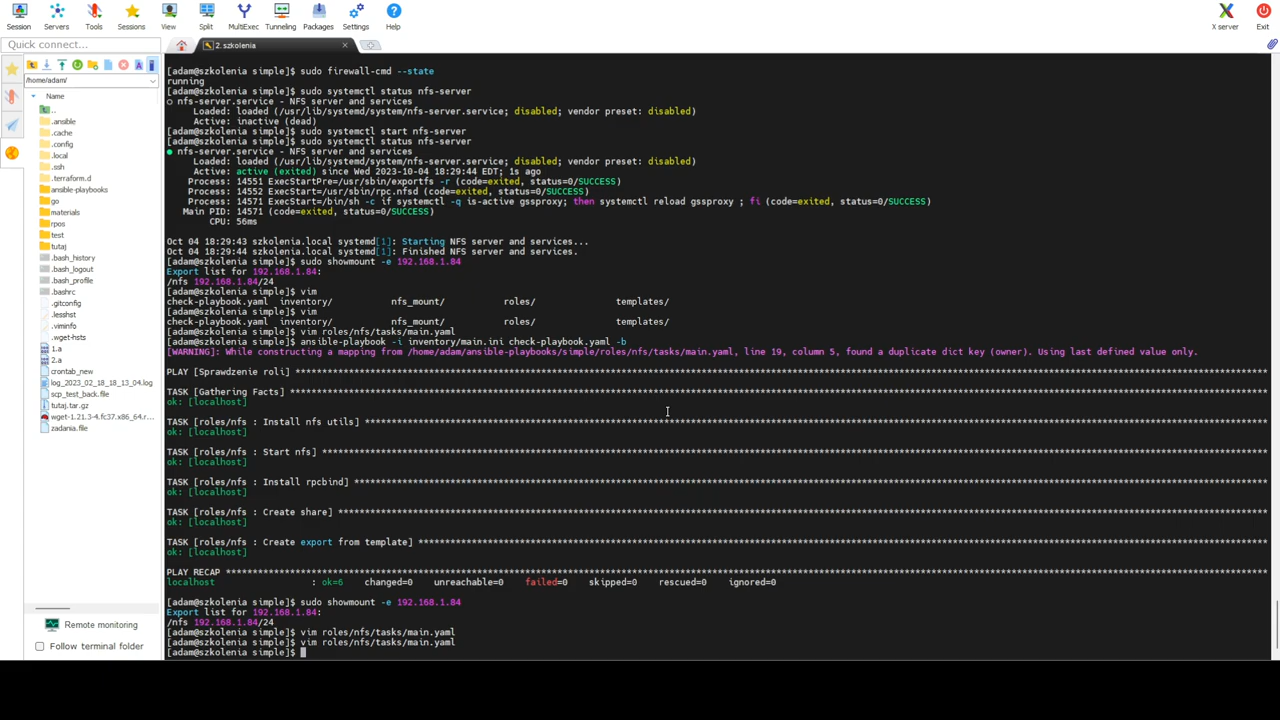 Session Servers Tools Sessions View Split MultiExec Tunneling Packages Settings Help X server Exit
Quick connect...
2. szkolenia
/home/adam/
Name
..
.ansible
.cache
.config
.local
.ssh
.terraform.d
ansible-playbooks
go
materials
rpos
test
tutaj
.bash_history
.bash_logout
.bash_profile
.bashrc
.gitconfig
.lesshst
.viminfo
.wget-hsts
1.a
2.a
crontab_new
log_2023_02_18_18_13_04.log
scp_test_back.file
tutaj.tar.gz
wget-1.21.3-4.fc37.x86_64.r...
zadania.file
Remote monitoring
Follow terminal folder
[adam@szkolenia simple]$ sudo firewall-cmd --state
running
[adam@szkolenia simple]$ sudo systemctl status nfs-server
○ nfs-server.service - NFS server and services
Loaded: loaded (/usr/lib/systemd/system/nfs-server.service; disabled; vendor preset: disabled)
Active: inactive (dead)
[adam@szkolenia simple]$ sudo systemctl start nfs-server
[adam@szkolenia simple]$ sudo systemctl status nfs-server
● nfs-server.service - NFS server and services
Loaded: loaded (/usr/lib/systemd/system/nfs-server.service; disabled; vendor preset: disabled)
Active: active (exited) since Wed 2023-10-04 18:29:44 EDT; 1s ago
Process: 14551 ExecStartPre=/usr/sbin/exportfs -r (code=exited, status=0/SUCCESS)
Process: 14552 ExecStart=/usr/sbin/rpc.nfsd (code=exited, status=0/SUCCESS)
Process: 14571 ExecStart=/bin/sh -c if systemctl -q is-active gssproxy; then systemctl reload gssproxy ; fi (code=exited, status=0/SUCCESS)
Main PID: 14571 (code=exited, status=0/SUCCESS)
CPU: 56ms
Oct 04 18:29:43 szkolenia.local systemd[1]: Starting NFS server and services...
Oct 04 18:29:44 szkolenia.local systemd[1]: Finished NFS server and services.
[adam@szkolenia simple]$ sudo showmount -e 192.168.1.84
Export list for 192.168.1.84:
/nfs 192.168.1.84/24
[adam@szkolenia simple]$ vim
check-playbook.yaml inventory/ nfs_mount/ roles/ templates/
[adam@szkolenia simple]$ vim
check-playbook.yaml inventory/ nfs_mount/ roles/ templates/
[adam@szkolenia simple]$ vim roles/nfs/tasks/main.yaml
[adam@szkolenia simple]$ ansible-playbook -i inventory/main.ini check-playbook.yaml -b
[WARNING]: While constructing a mapping from /home/adam/ansible-playbooks/simple/roles/nfs/tasks/main.yaml, line 19, column 5, found a duplicate dict key (owner). Using last defined value only.
PLAY [Sprawdzenie roli] ****
TASK [Gathering Facts] ****
ok: [localhost]
TASK [roles/nfs : Install nfs utils] ****
ok: [localhost]
TASK [roles/nfs : Start nfs] ****
ok: [localhost]
TASK [roles/nfs : Install rpcbind] ****
ok: [localhost]
TASK [roles/nfs : Create share] ****
ok: [localhost]
TASK [roles/nfs : Create export from template] ****
ok: [localhost]
PLAY RECAP ****
localhost : ok=6 changed=0 unreachable=0 failed=0 skipped=0 rescued=0 ignored=0
[adam@szkolenia simple]$ sudo showmount -e 192.168.1.84
Export list for 192.168.1.84:
/nfs 192.168.1.84/24
[adam@szkolenia simple]$ vim roles/nfs/tasks/main.yaml
[adam@szkolenia simple]$ vim roles/nfs/tasks/main.yaml
[adam@szkolenia simple]$